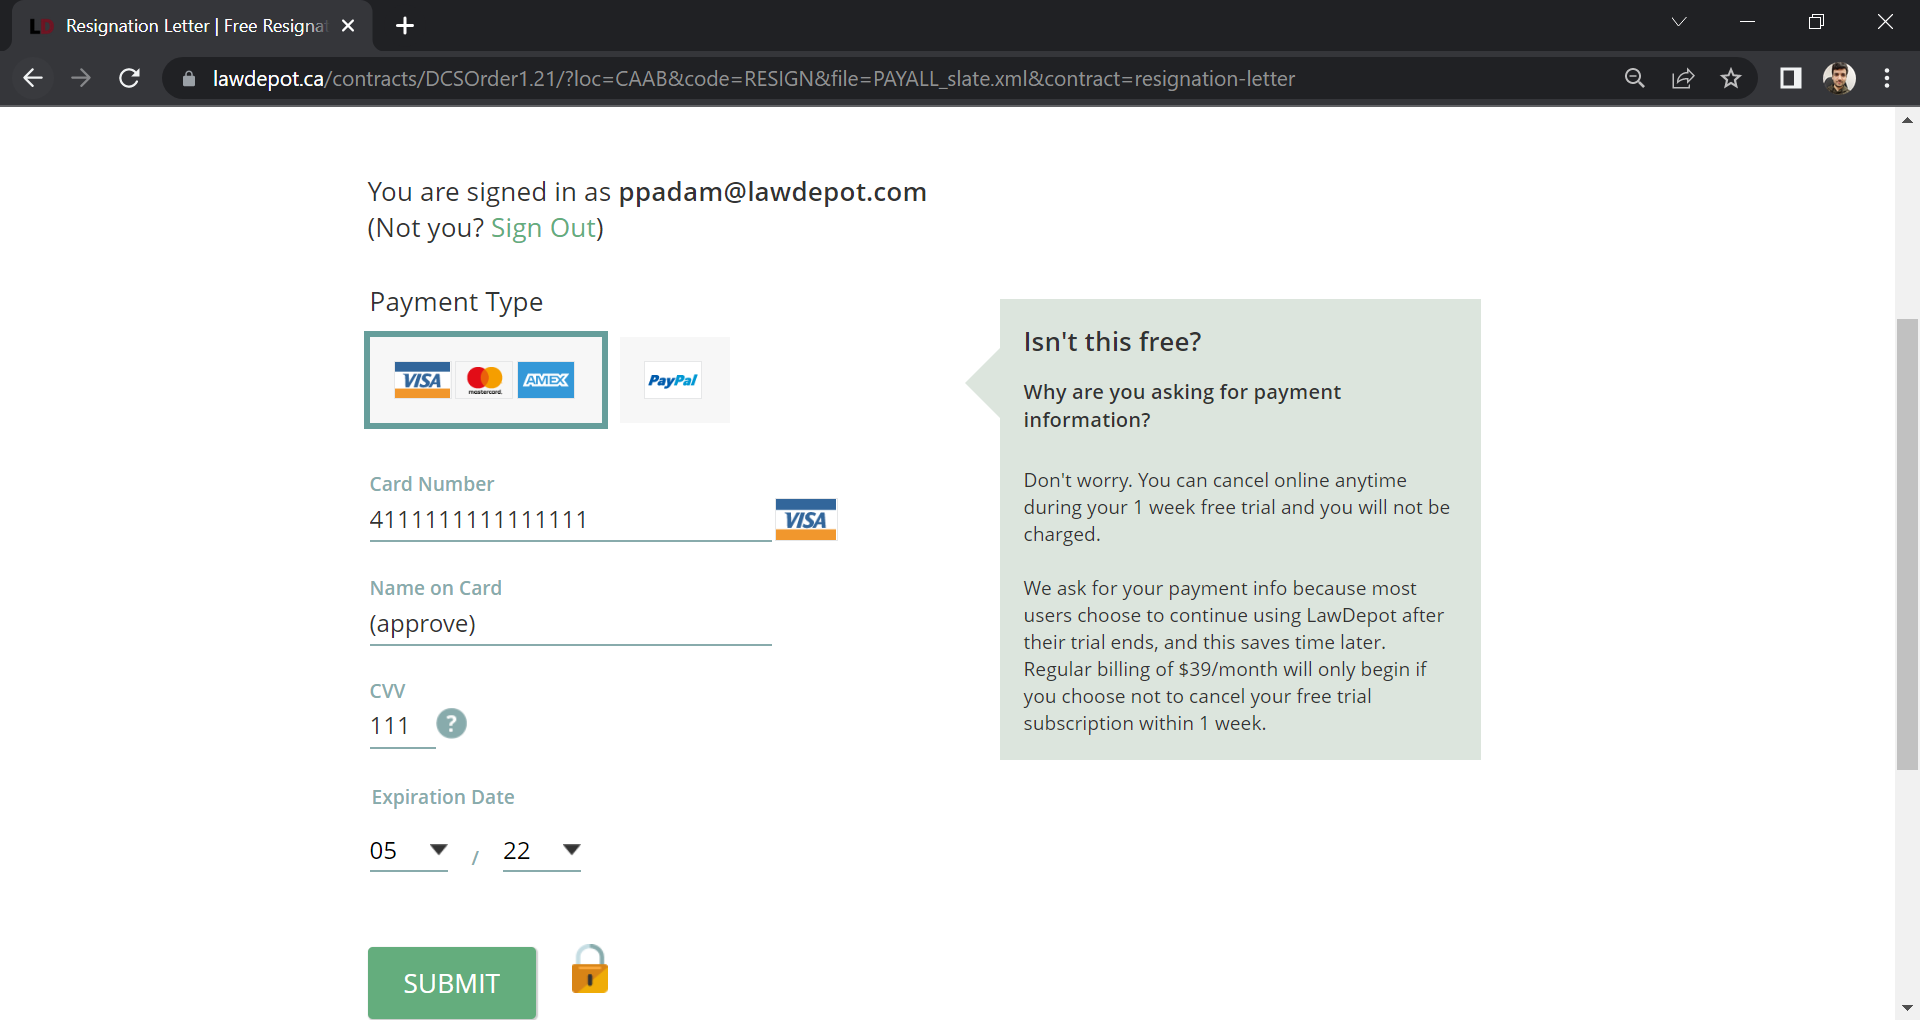 LD Resignation Letter | Free Resigna
lawdepot.ca/contracts/DCSOrder1.21/?loc=CAAB&code=RESIGN&file=PAYALL_slate.xml&contract=resignation-letter
You are signed in as ppadam@lawdepot.com
(Not you? Sign Out)
Payment Type
VISA mastercard. AMEX PayPal
Card Number
4111111111111111
VISA
Name on Card
(approve)
CVV
111 ?
Expiration Date
05 / 22
SUBMIT
Isn't this free?
Why are you asking for payment
information?
Don't worry. You can cancel online anytime
during your 1 week free trial and you will not be
charged.
We ask for your payment info because most
users choose to continue using LawDepot after
their trial ends, and this saves time later.
Regular billing of $39/month will only begin if
you choose not to cancel your free trial
subscription within 1 week.